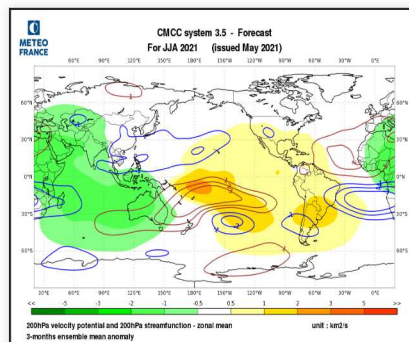 METEO
FRANCE
CMCC system 3.5 - Forecast
For JJA 2021 (issued May 2021)
60°E 90°E 120°E 150°E 180°E 150°W 120°W 90°W 60°W 30°W 0°E
60°N 60°N
30°N 30°N
0°N 0°N
30°S 30°S
60°S 60°S
30°E 60°E 90°E 120°E 150°E 180°E 150°W 120°W 90°W 60°W 30°W 0°E
<< -5 -3 -2 -1 -0.5 0.5 1 2 3 5 >>
200hPa velocity potential and 200hPa streamfunction - zonal mean unit : km2/s
3-months ensemble mean anomaly